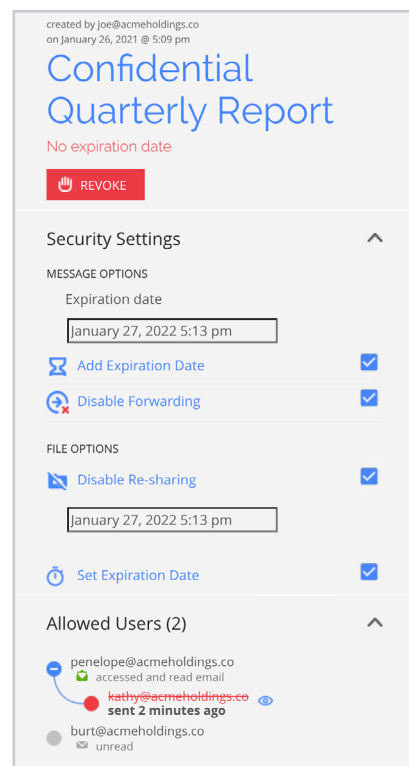 created by joe@acmeholdings.co
on January 26, 2021 @ 5:09 pm
Confidential
Quarterly Report
No expiration date
REVOKE
Security Settings
MESSAGE OPTIONS
Expiration date
January 27, 2022 5:13 pm
Add Expiration Date
Disable Forwarding
FILE OPTIONS
Disable Re-sharing
January 27, 2022 5:13 pm
Set Expiration Date
Allowed Users (2)
penelope@acmeholdings.co
accessed and read email
kathy@acmeholdings.co
sent 2 minutes ago
burt@acmeholdings.co
unread